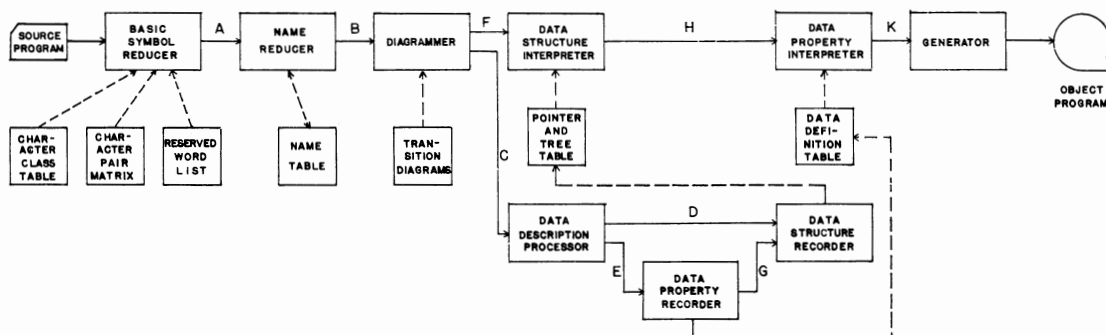 SOURCE
PROGRAM
BASIC
SYMBOL
REDUCER
A
NAME
REDUCER
B
DIAGRAMMER
F
DATA
STRUCTURE
INTERPRETER
H
DATA
PROPERTY
INTERPRETER
K
GENERATOR
OBJECT
PROGRAM
CHAR-
ACTER
CLASS
TABLE
CHAR-
ACTER
PAIR
MATRIX
RESERVED
WORD
LIST
NAME
TABLE
TRAN-
SITION
DIAGRAMS
C
POINTER
AND
TREE
TABLE
DATA
DEFI-
NITION
TABLE
DATA
DESCRIPTION
PROCESSOR
D
DATA
STRUCTURE
RECORDER
E
DATA
PROPERTY
RECORDER
G